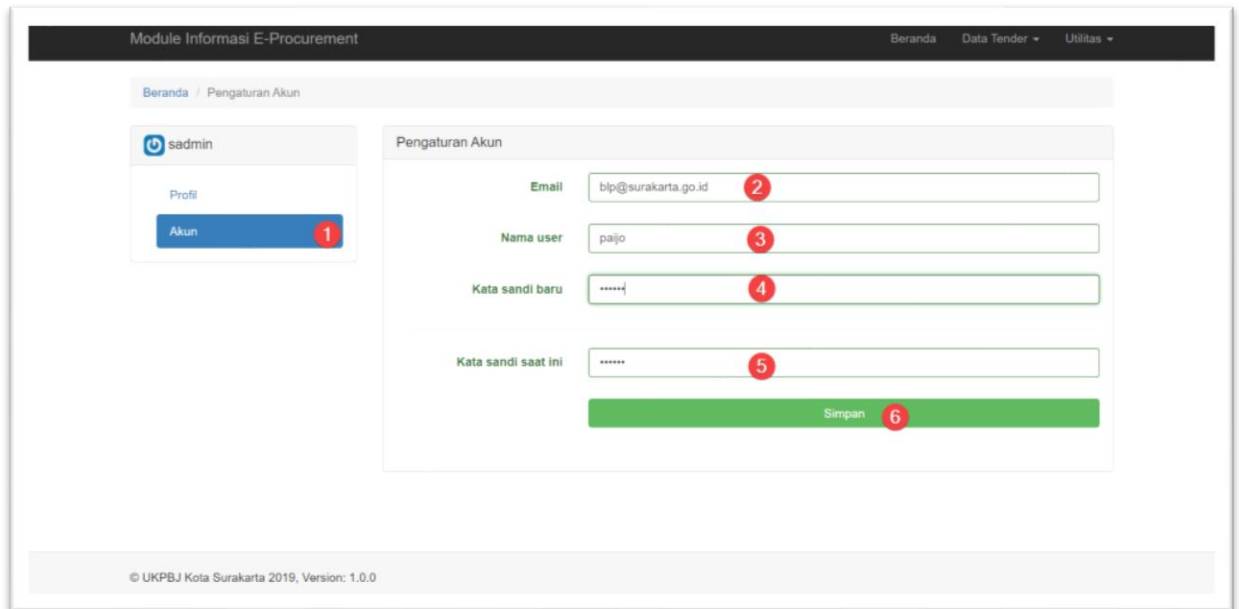 Module Informasi E-Procurement Beranda Data Tender Utilitas
Beranda / Pengaturan Akun
sadmin
Profil
Akun 1
Pengaturan Akun
Email blp@surakarta.go.id 2
Nama user paijo 3
Kata sandi baru •••••• 4
Kata sandi saat ini •••••• 5
Simpan 6
© UKPBJ Kota Surakarta 2019, Version: 1.0.0